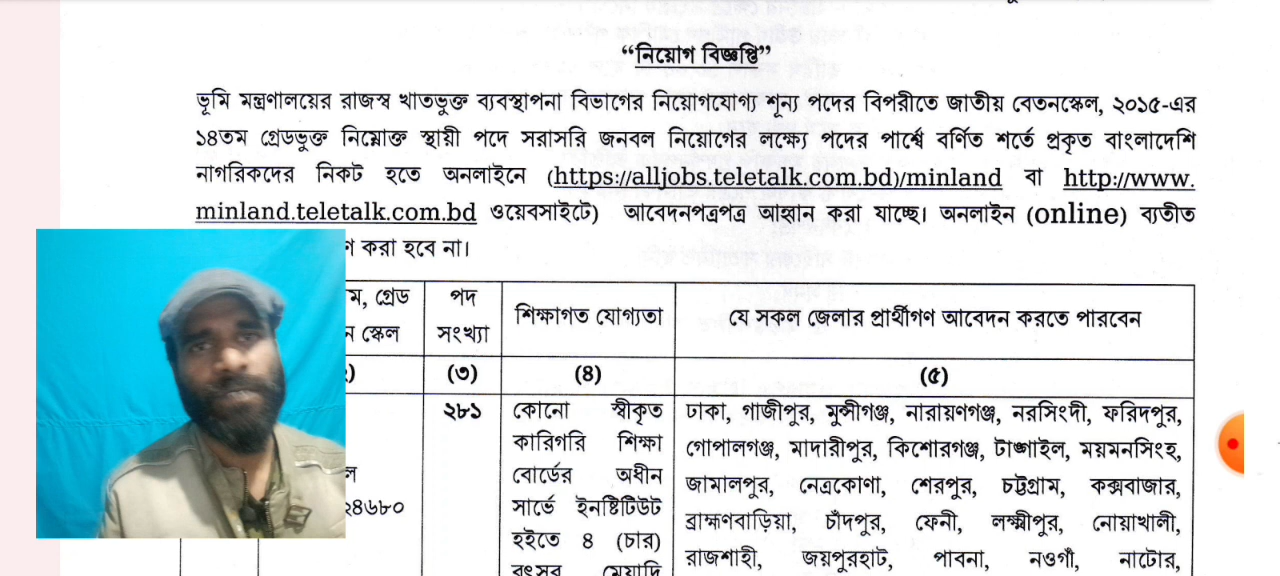 “নিয়োগ বিজ্ঞপ্তি”
ভূমি মন্ত্রণালয়ের রাজস্ব খাতভুক্ত ব্যবস্থাপনা বিভাগের নিয়োগযোগ্য শূন্য পদের বিপরীতে জাতীয় বেতনস্কেল, ২০১৫-এর
১৪তম গ্রেডভুক্ত নিম্নোক্ত স্থায়ী পদে সরাসরি জনবল নিয়োগের লক্ষ্যে পদের পার্শ্বে বর্ণিত শর্তে প্রকৃত বাংলাদেশি
নাগরিকদের নিকট হতে অনলাইনে (https://alljobs.teletalk.com.bd)/minland বা http://www.
minland.teletalk.com.bd ওয়েবসাইটে) আবেদনপত্রপত্র আহ্বান করা যাচ্ছে। অনলাইন (online) ব্যতীত
করা হবে না।
ম, গ্রেড
ন স্কেল
পদ
সংখ্যা
শিক্ষাগত যোগ্যতা
যে সকল জেলার প্রার্থীগণ আবেদন করতে পারবেন
)
(৩)
(৪)
(৫)
ল
২৪৬৮০
২৮১
কোনো স্বীকৃত
কারিগরি শিক্ষা
বোর্ডের অধীন
সার্ভে ইনষ্টিটিউট
হইতে ৪ (চার)
বৎসর মেয়াদি
ঢাকা, গাজীপুর, মুন্সীগঞ্জ, নারায়ণগঞ্জ, নরসিংদী, ফরিদপুর,
গোপালগঞ্জ, মাদারীপুর, কিশোরগঞ্জ, টাঙ্গাইল, ময়মনসিংহ,
জামালপুর, নেত্রকোণা, শেরপুর, চট্টগ্রাম, কক্সবাজার,
ব্রাহ্মণবাড়িয়া, চাঁদপুর, ফেনী, লক্ষ্মীপুর, নোয়াখালী,
রাজশাহী, জয়পুরহাট, পাবনা, নওগাঁ, নাটোর,